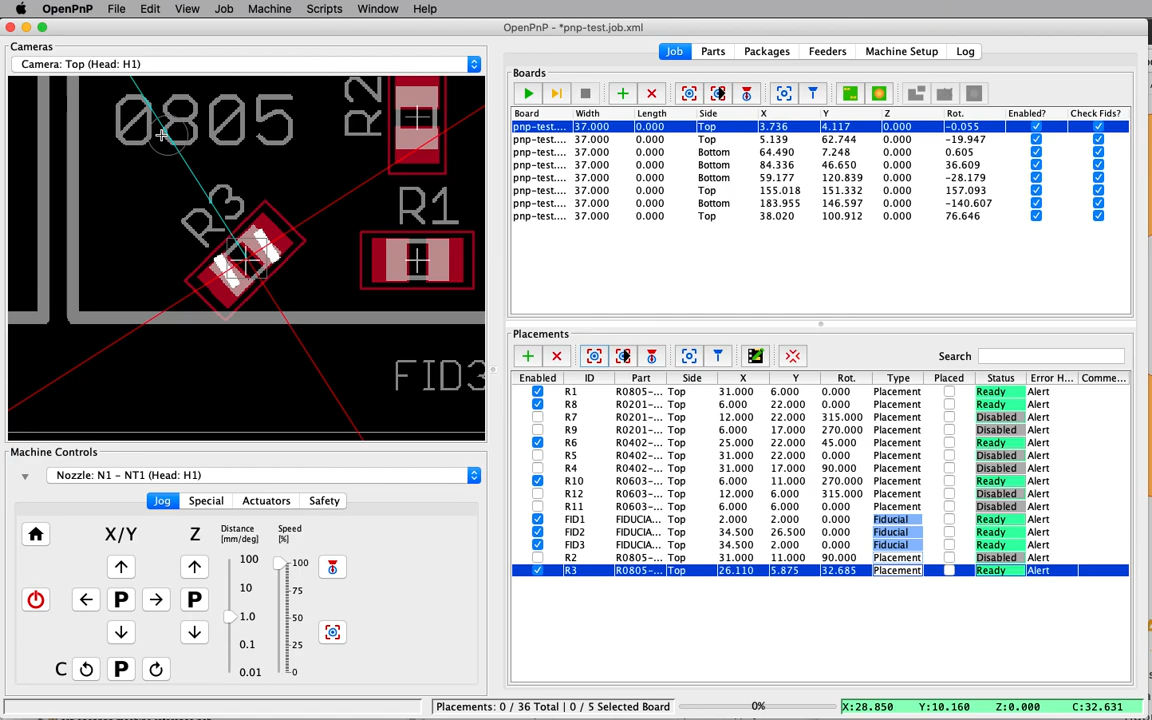 OpenPnP File Edit View Job Machine Scripts Window Help
OpenPnP - *pnp-test.job.xml
Cameras
Camera: Top (Head: H1)
0805
R2
R3
R1
FID3
Machine Controls
Nozzle: N1 - NT1 (Head: H1)
Jog Special Actuators Safety
X/Y Z Distance [mm/deg] Speed [%]
100 100
10 75
P P 1.0 50
0.1 25
C P 0.01 0
Job Parts Packages Feeders Machine Setup Log
Boards
Board Width Length Side X Y Z Rot. Enabled? Check Fids?
pnp-test.... 37.000 0.000 Top 3.736 4.117 0.000 -0.055
pnp-test.... 37.000 0.000 Top 5.139 62.744 0.000 -19.947
pnp-test.... 37.000 0.000 Bottom 64.490 7.248 0.000 0.605
pnp-test.... 37.000 0.000 Bottom 84.336 46.650 0.000 36.609
pnp-test.... 37.000 0.000 Bottom 59.177 120.839 0.000 -28.179
pnp-test.... 37.000 0.000 Top 155.018 151.332 0.000 157.093
pnp-test.... 37.000 0.000 Bottom 183.955 146.597 0.000 -140.607
pnp-test.... 37.000 0.000 Top 38.020 100.912 0.000 76.646
Placements
Search
Enabled ID Part Side X Y Rot. Type Placed Status Error H... Comme...
R1 R0805-... Top 31.000 6.000 0.000 Placement Ready Alert
R8 R0201-... Top 6.000 22.000 0.000 Placement Ready Alert
R7 R0201-... Top 12.000 22.000 315.000 Placement Disabled Alert
R9 R0201-... Top 6.000 17.000 270.000 Placement Disabled Alert
R6 R0402-... Top 25.000 22.000 45.000 Placement Ready Alert
R5 R0402-... Top 31.000 22.000 0.000 Placement Disabled Alert
R4 R0402-... Top 31.000 17.000 90.000 Placement Disabled Alert
R10 R0603-... Top 6.000 11.000 270.000 Placement Ready Alert
R12 R0603-... Top 12.000 6.000 315.000 Placement Disabled Alert
R11 R0603-... Top 6.000 6.000 0.000 Placement Disabled Alert
FID1 FIDUCIA... Top 2.000 2.000 0.000 Fiducial Ready Alert
FID2 FIDUCIA... Top 34.500 26.500 0.000 Fiducial Ready Alert
FID3 FIDUCIA... Top 34.500 2.000 0.000 Fiducial Ready Alert
R2 R0805-... Top 31.000 11.000 90.000 Placement Disabled Alert
R3 R0805-... Top 26.110 5.875 32.685 Placement Ready Alert
Placements: 0 / 36 Total | 0 / 5 Selected Board 0% X:28.850 Y:10.160 Z:0.000 C:32.631